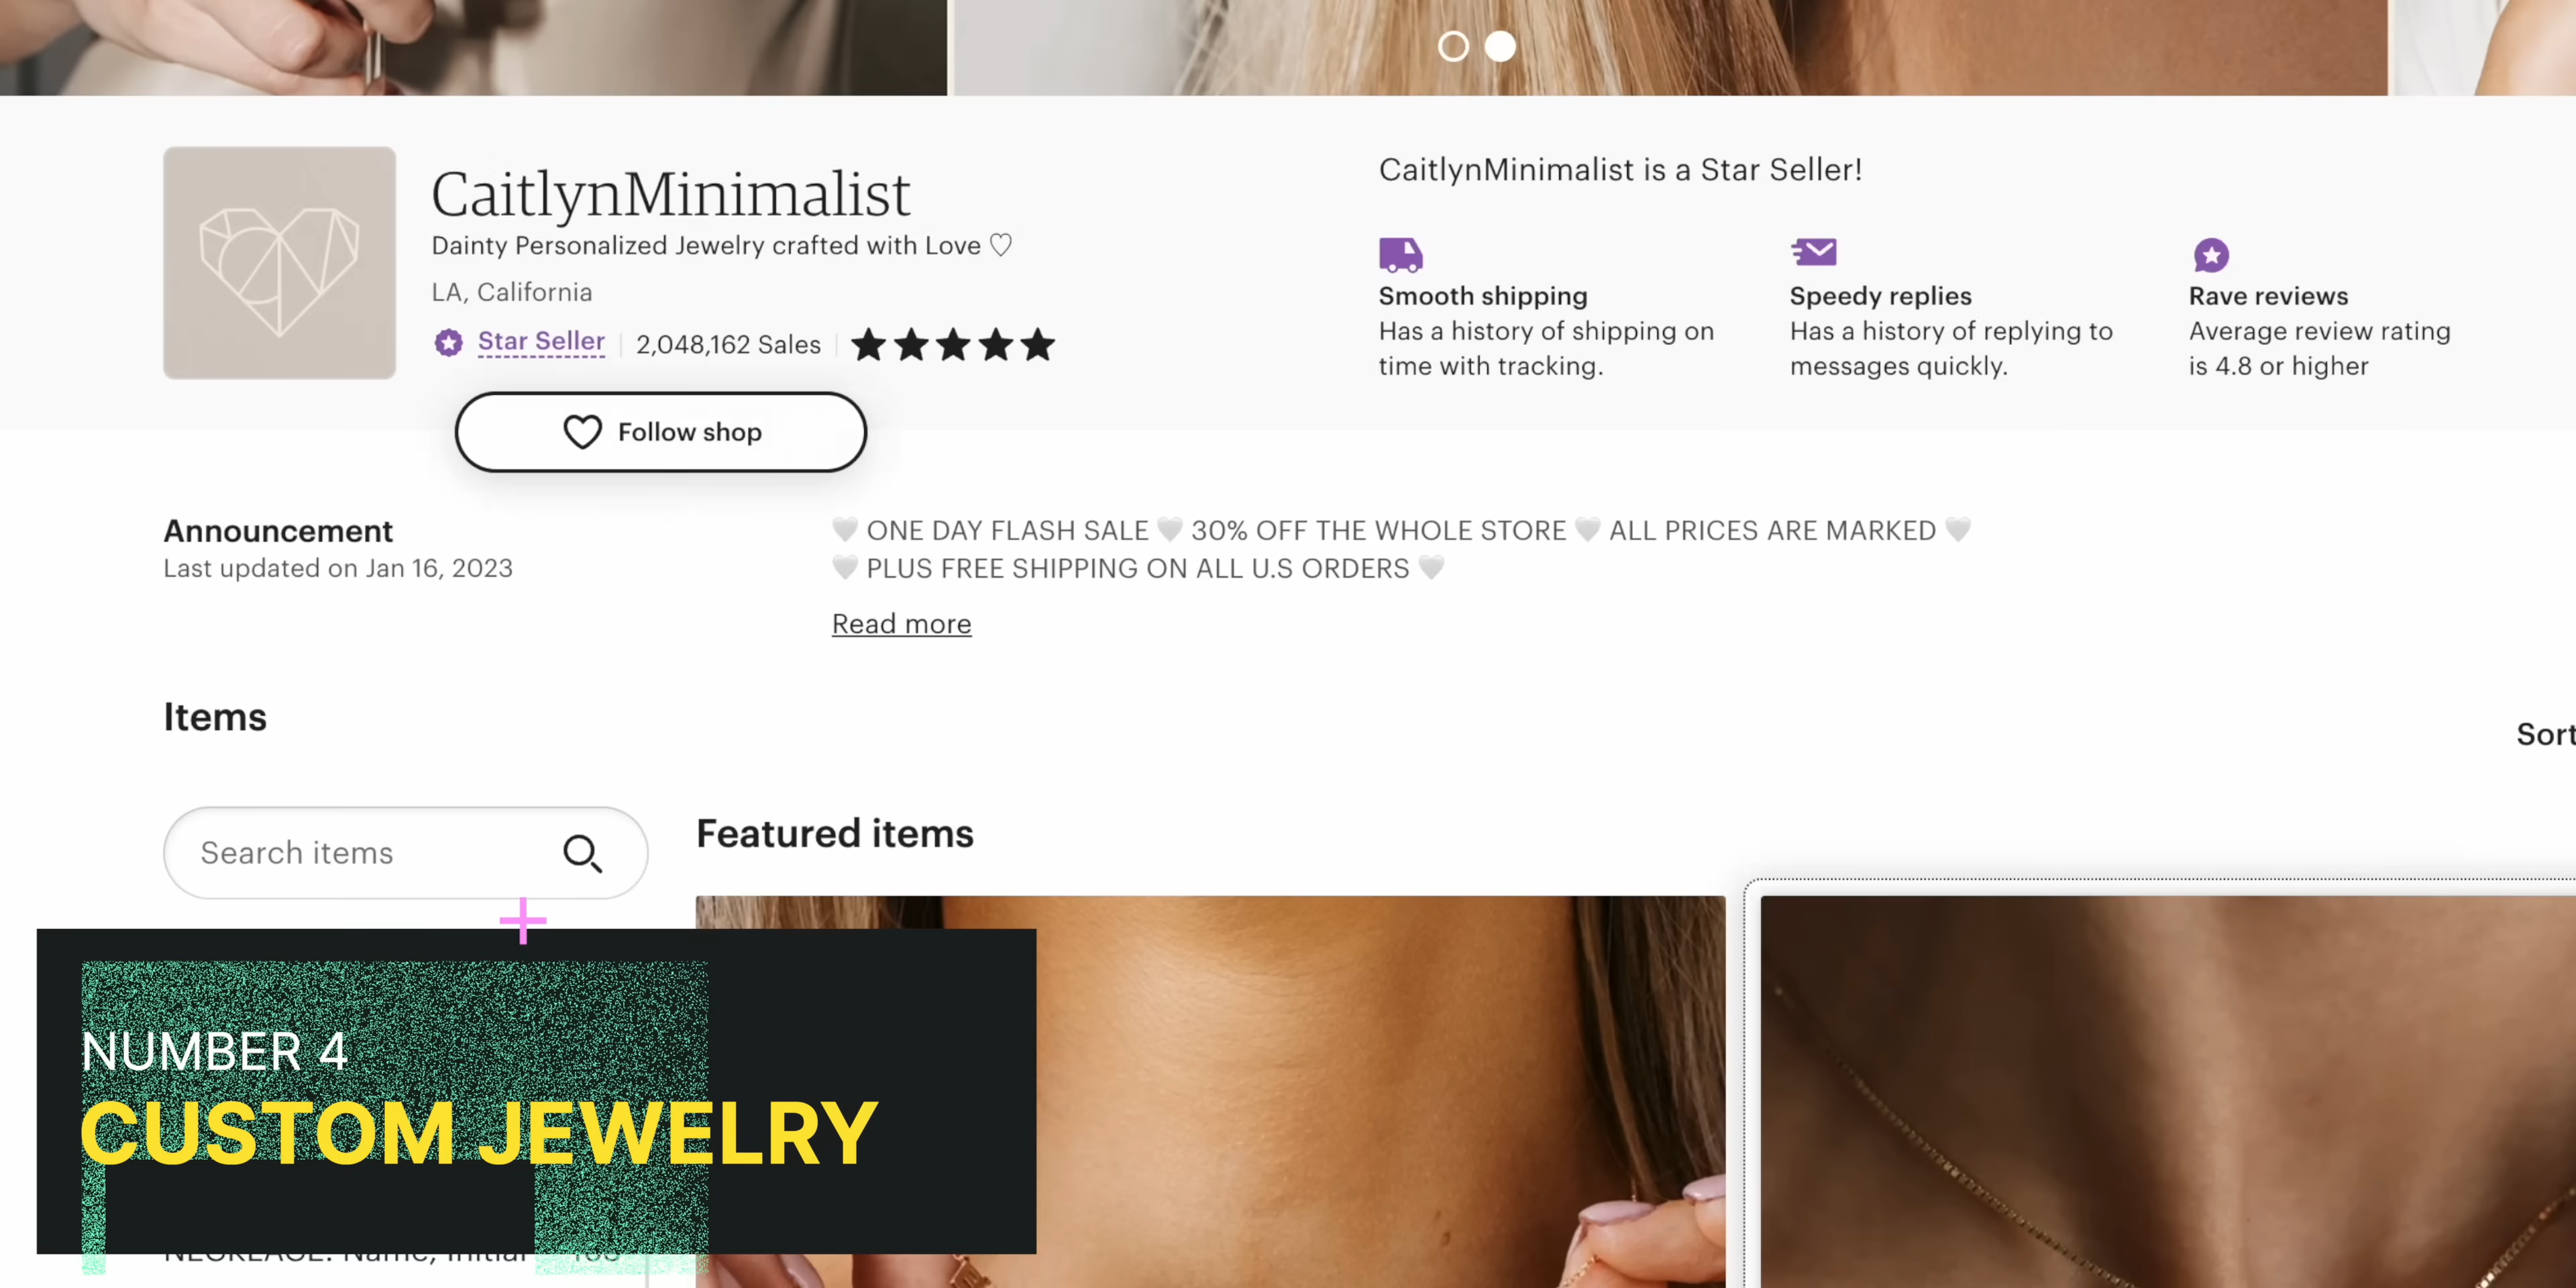 CaitlynMinimalist
Dainty Personalized Jewelry crafted with Love ♡
LA, California
Star Seller
2,048,162 Sales
CaitlynMinimalist is a Star Seller!
Smooth shipping
Has a history of shipping on
time with tracking.
Speedy replies
Has a history of replying to
messages quickly.
Rave reviews
Average review rating
is 4.8 or higher
Follow shop
Announcement
Last updated on Jan 16, 2023
🤍 ONE DAY FLASH SALE 🤍 30% OFF THE WHOLE STORE 🤍 ALL PRICES ARE MARKED 🤍
🤍 PLUS FREE SHIPPING ON ALL U.S ORDERS 🤍
Read more
Items
Sort
Search items
Featured items
NUMBER 4
CUSTOM JEWELRY
NECKLACE: Name, Initial